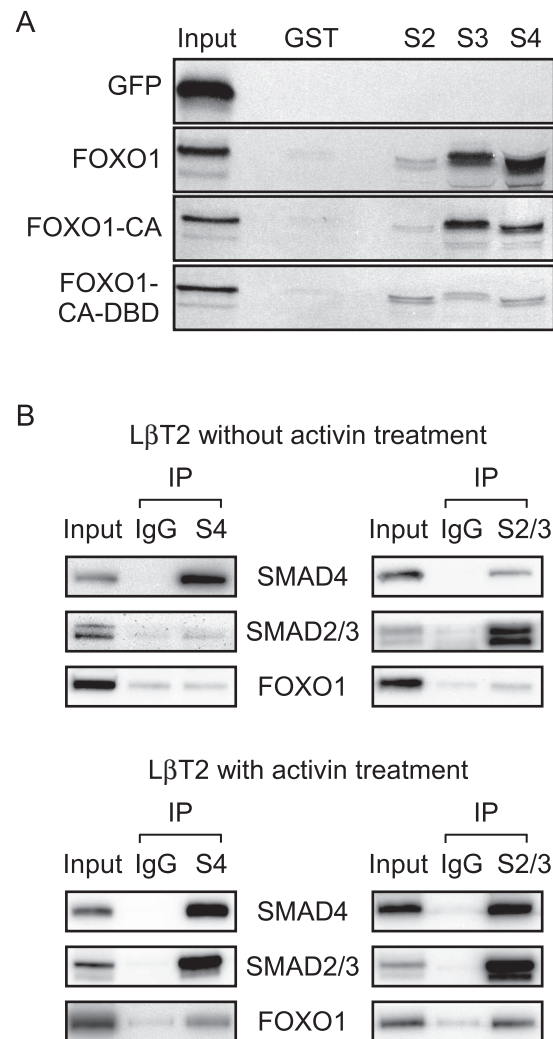 A
Input GST S2 S3 S4
GFP
FOXO1
FOXO1-CA
FOXO1-
CA-DBD
B
LβT2 without activin treatment
IP IP
Input IgG S4 Input IgG S2/3
SMAD4
SMAD2/3
FOXO1
LβT2 with activin treatment
IP IP
Input IgG S4 Input IgG S2/3
SMAD4
SMAD2/3
FOXO1